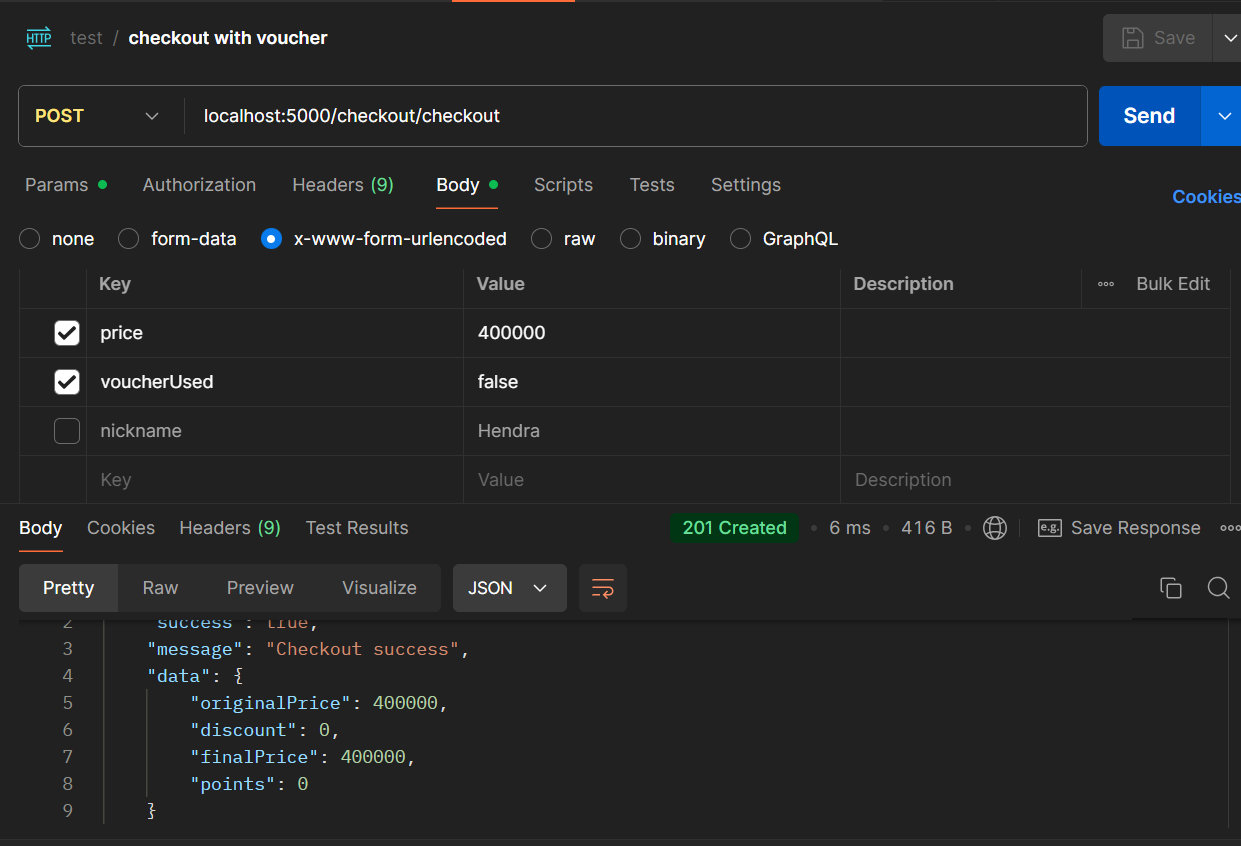 HTTP test / checkout with voucher Save
POST localhost:5000/checkout/checkout Send
Params Authorization Headers (9) Body Scripts Tests Settings Cookies
none form-data x-www-form-urlencoded raw binary GraphQL
Key Value Description Bulk Edit
price 400000
voucherUsed false
nickname Hendra
Key Value Description
Body Cookies Headers (9) Test Results 201 Created • 6 ms • 416 B • e.g. Save Response
Pretty Raw Preview Visualize JSON
2 "success": true,
3 "message": "Checkout success",
4 "data": {
5 "originalPrice": 400000,
6 "discount": 0,
7 "finalPrice": 400000,
8 "points": 0
9 }